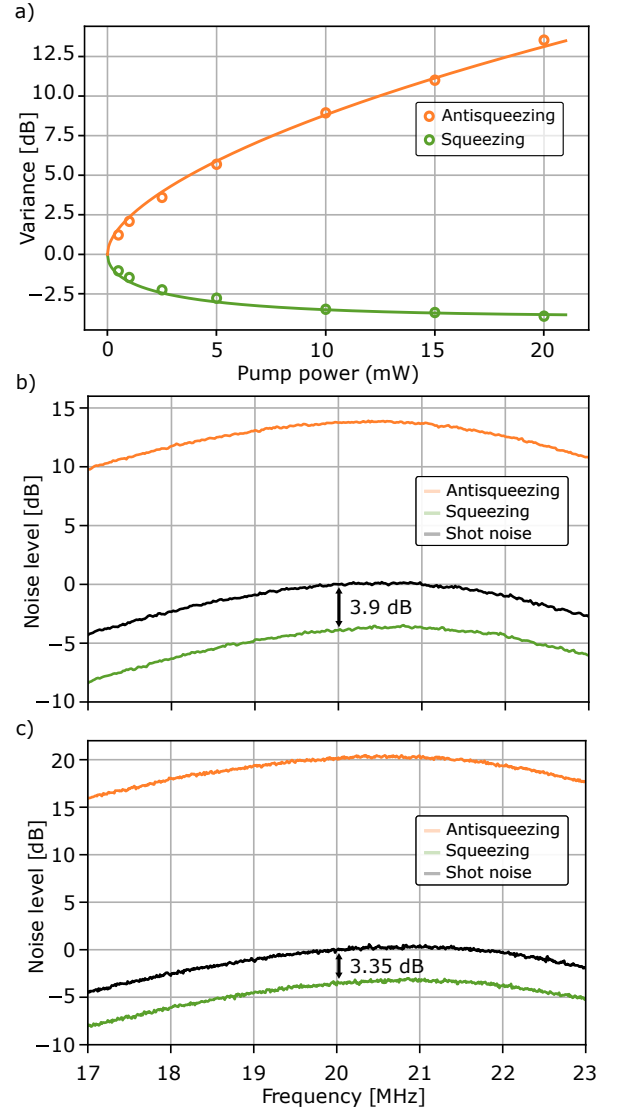 a)
12.5
10.0
7.5
5.0
2.5
0.0
−2.5
Variance [dB]
Antisqueezing
Squeezing
0 5 10 15 20
Pump power (mW)
b)
15
10
5
0
−5
−10
Noise level [dB]
Antisqueezing
Squeezing
Shot noise
3.9 dB
c)
20
15
10
5
0
−5
−10
Noise level [dB]
Antisqueezing
Squeezing
Shot noise
3.35 dB
17 18 19 20 21 22 23
Frequency [MHz]